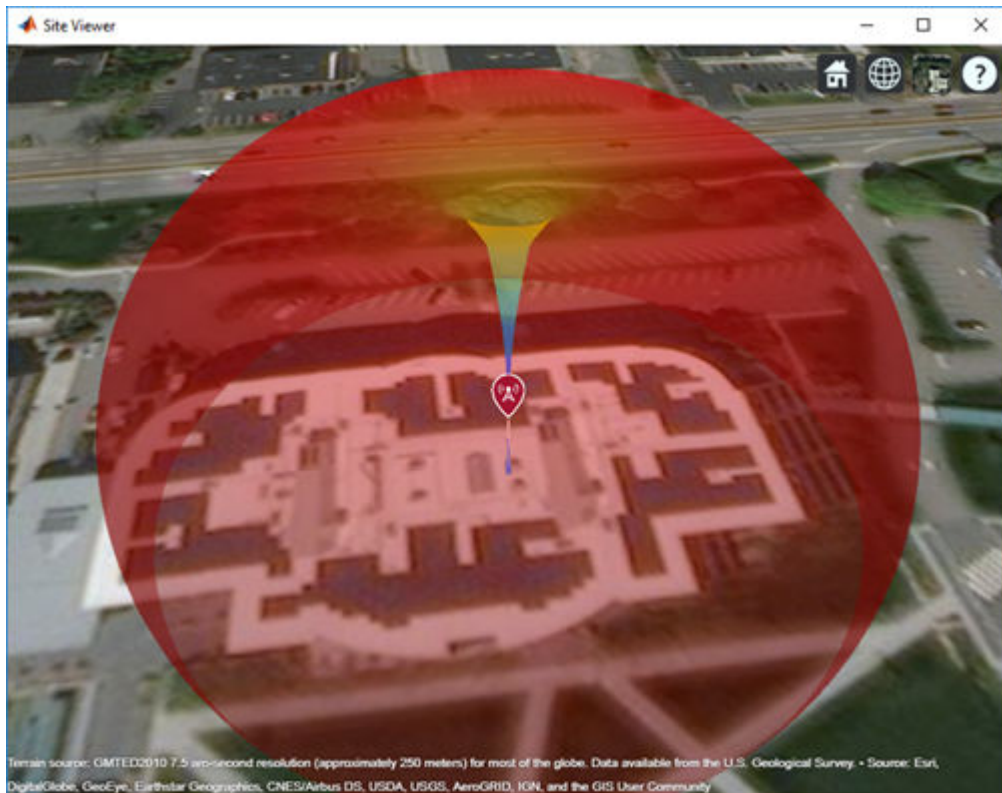 Site Viewer
?
Terrain source: GMTED2010 7.5 arc-second resolution (approximately 250 meters) for most of the globe. Data available from the U.S. Geological Survey. • Source: Esri,
DigitalGlobe, GeoEye, Earthstar Geographics, CNES/Airbus DS, USDA, USGS, AeroGRID, IGN, and the GIS User Community